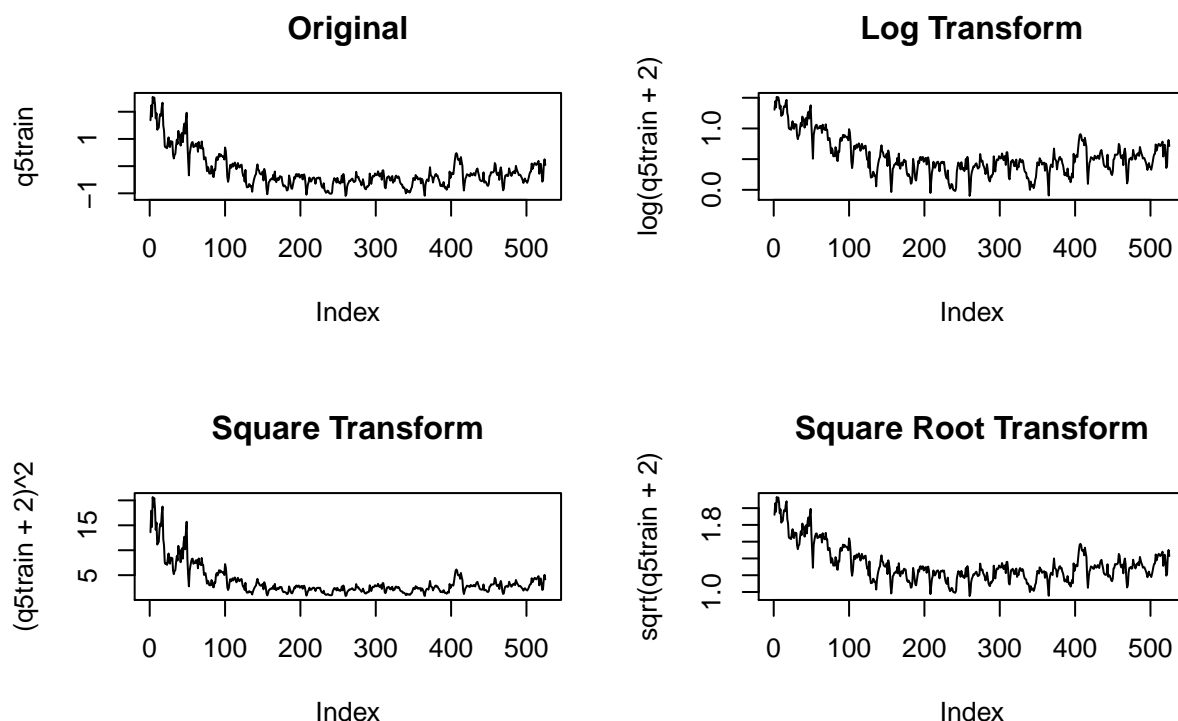 Original
q5train
1
−1
0 100 200 300 400 500
Index
Log Transform
log(q5train + 2)
1.0
0.0
0 100 200 300 400 500
Index
Square Transform
(q5train + 2)^2
15
5
0 100 200 300 400 500
Index
Square Root Transform
sqrt(q5train + 2)
1.8
1.0
0 100 200 300 400 500
Index